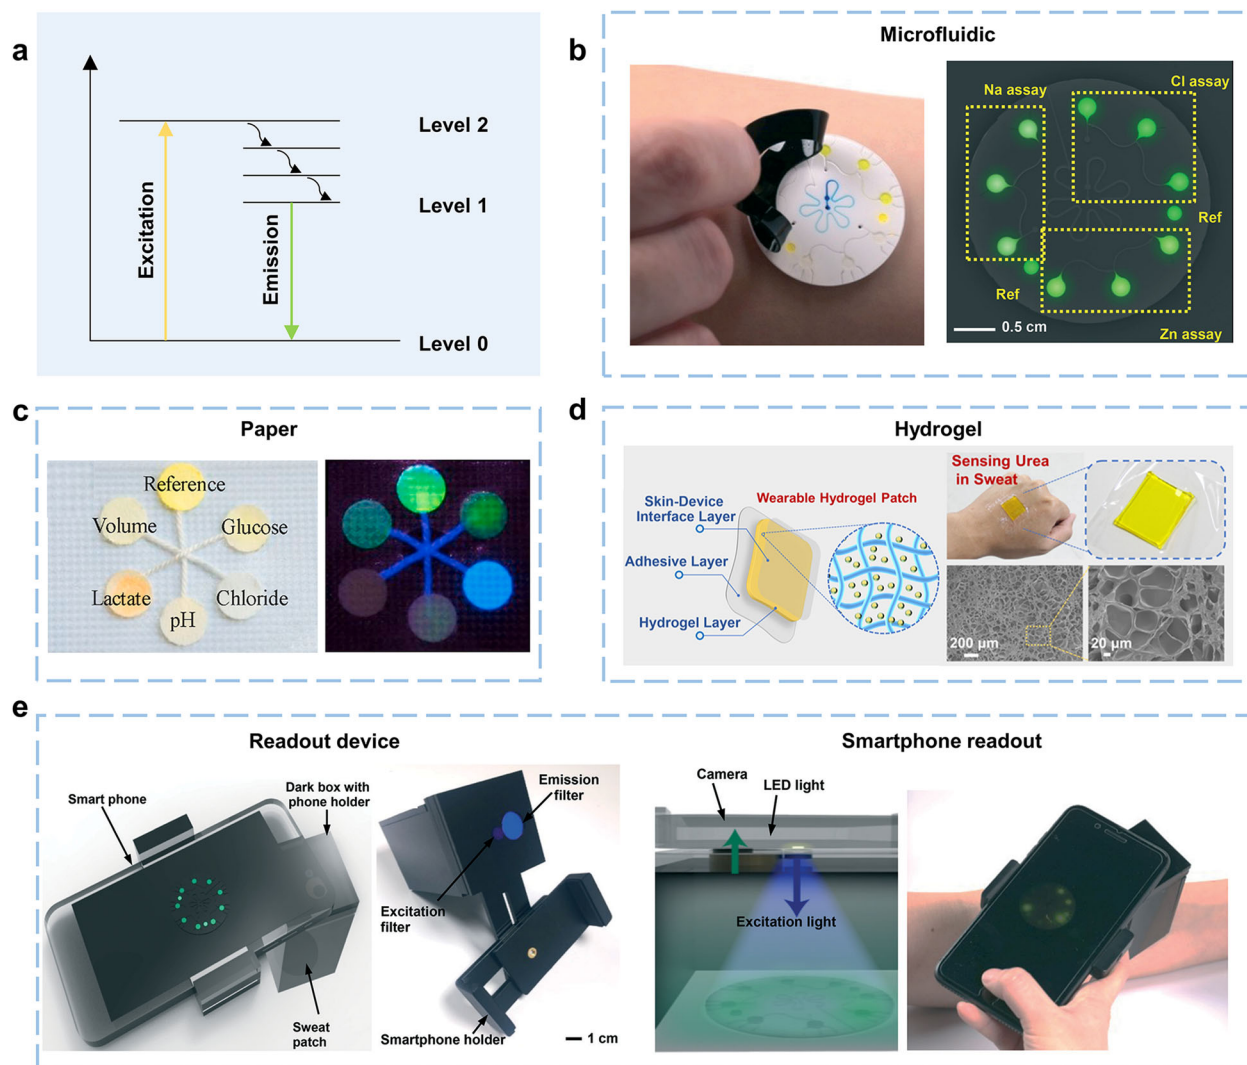 a
Level 2
Level 1
Level 0
Excitation
Emission
b
Microfluidic
Na assay
Cl assay
Ref
Ref
0.5 cm
Zn assay
c
Paper
Reference
Volume
Glucose
Lactate
Chloride
pH
d
Hydrogel
Skin-Device
Interface Layer
Adhesive Layer
Hydrogel Layer
Wearable Hydrogel Patch
Sensing Urea
in Sweat
200 μm
20 μm
e
Readout device
Smart phone
Dark box with
phone holder
Sweat
patch
Emission
filter
Excitation
filter
Smartphone holder
1 cm
Smartphone readout
Camera
LED light
Excitation light